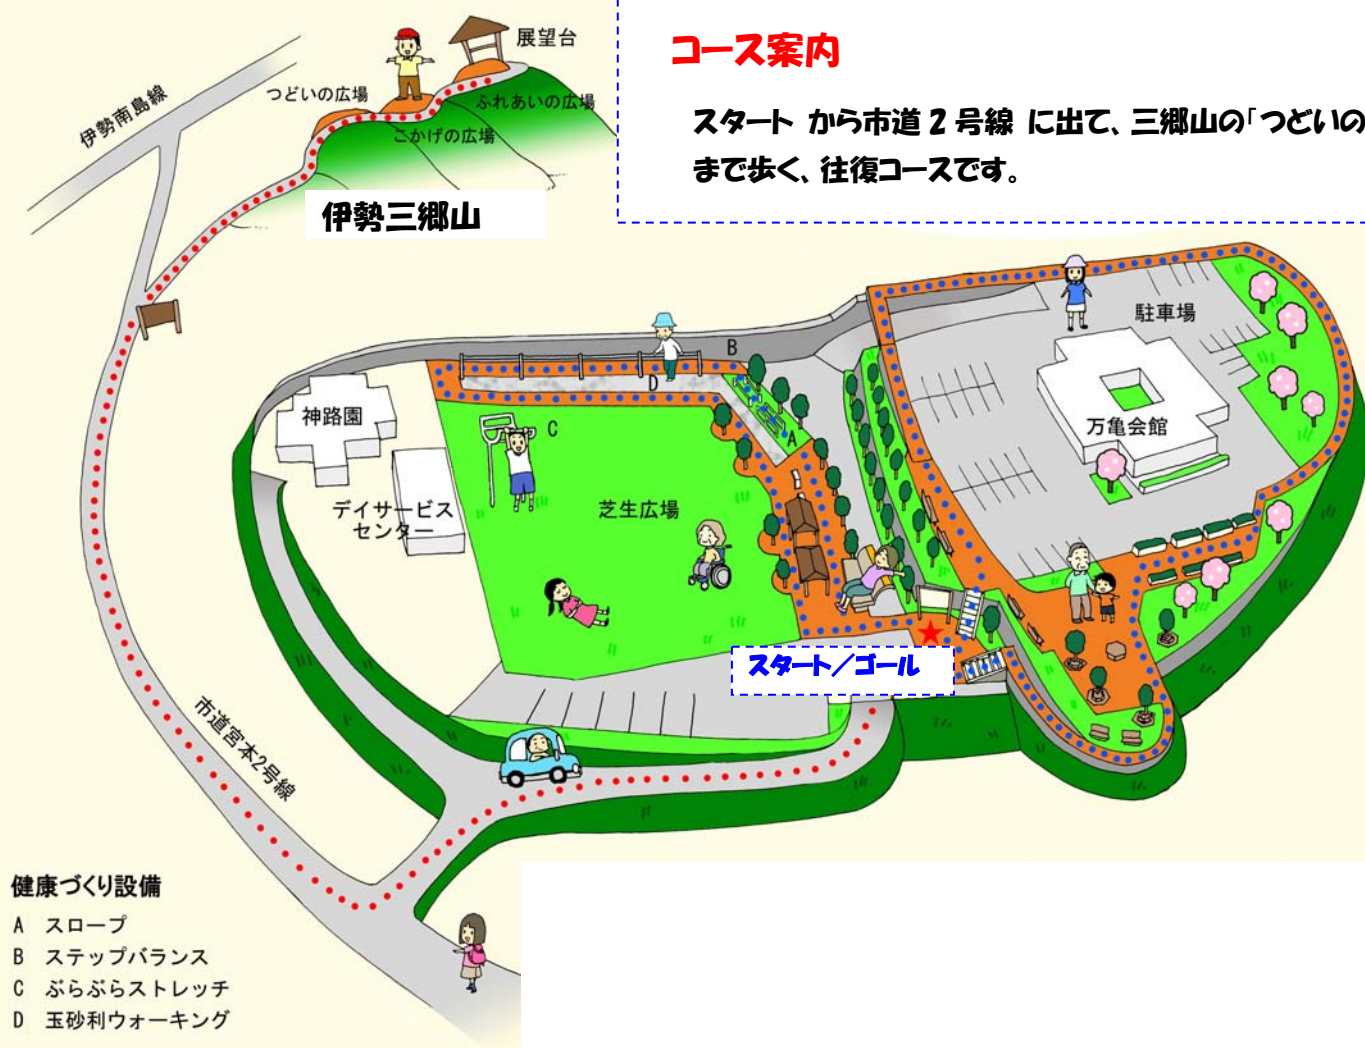 展望台
つどいの広場
ふれあいの広場
こかげの広場
伊勢南島線
伊勢三郷山
コース案内
スタート から市道2号線 に出て、三郷山の「つどいの
まで歩く、往復コースです。
駐車場
万亀会館
B
D
A
C
神路園
デイサービス
センター
芝生広場
スタート/ゴール
市道宮本2号線
健康づくり設備
A スロープ
B ステップバランス
C ぶらぶらストレッチ
D 玉砂利ウォーキング